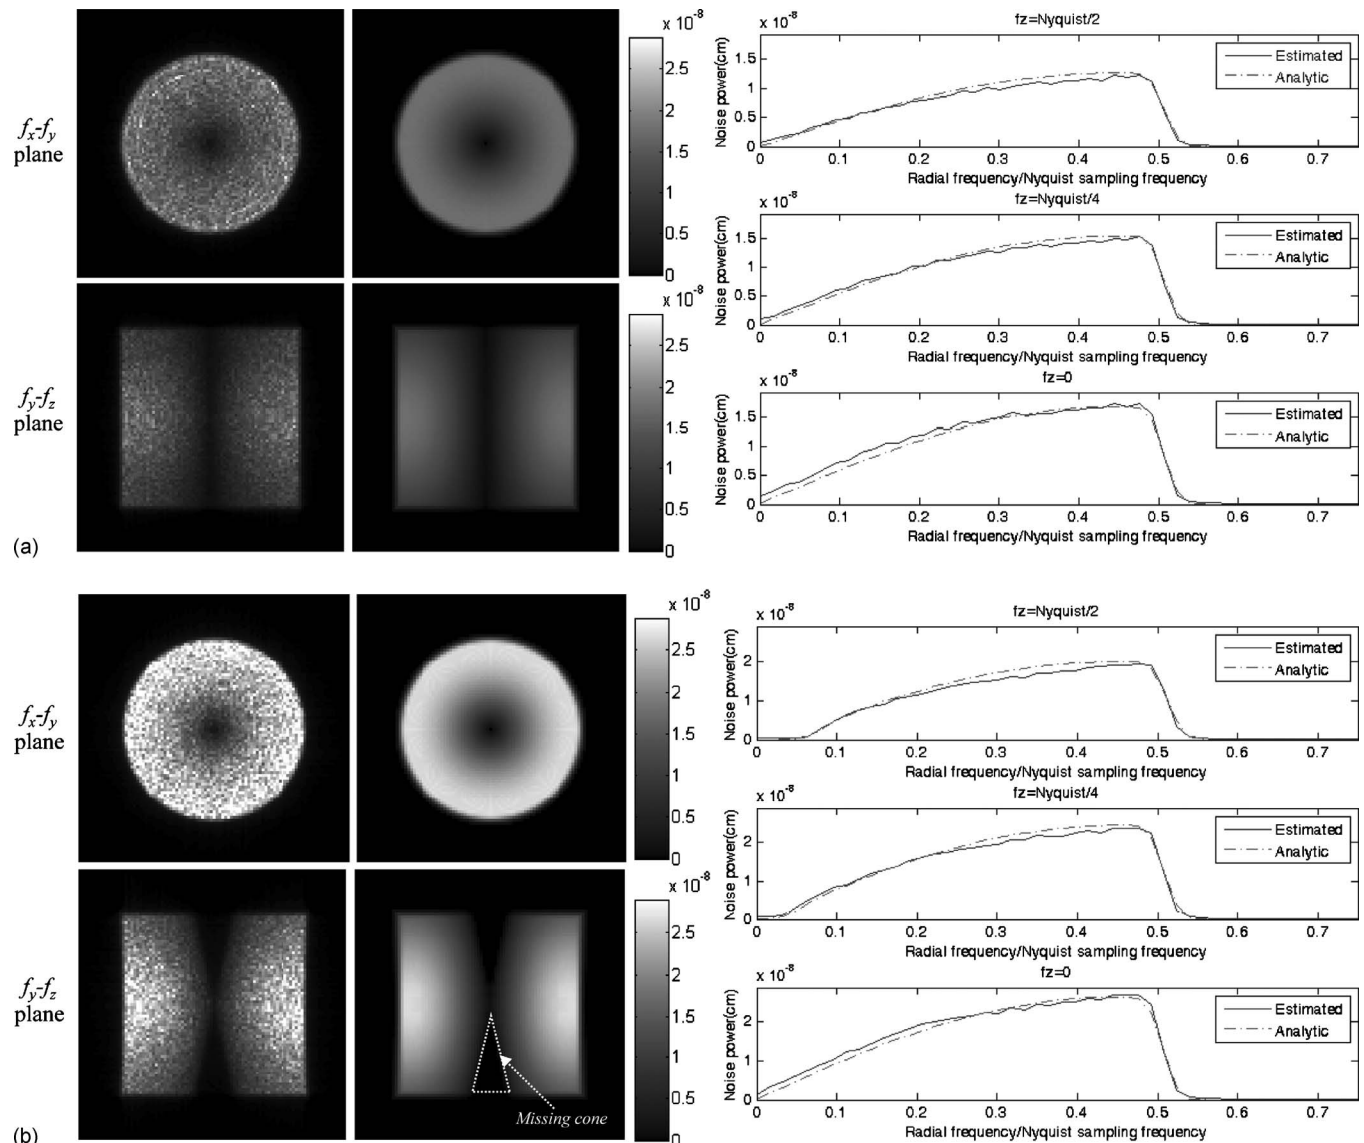 x 10^-8
2.5
2
1.5
1
0.5
0
fx-fy
plane
x 10^-8
2.5
2
1.5
1
0.5
0
fy-fz
plane
(a)
fz=Nyquist/2
x 10^-8
Noise power(cm)
1.5
1
0.5
0
Estimated
Analytic
0 0.1 0.2 0.3 0.4 0.5 0.6 0.7
Radial frequency/Nyquist sampling frequency
fz=Nyquist/4
x 10^-8
Noise power(cm)
1.5
1
0.5
0
Estimated
Analytic
0 0.1 0.2 0.3 0.4 0.5 0.6 0.7
Radial frequency/Nyquist sampling frequency
fz=0
x 10^-8
Noise power(cm)
1.5
1
0.5
0
Estimated
Analytic
0 0.1 0.2 0.3 0.4 0.5 0.6 0.7
Radial frequency/Nyquist sampling frequency
x 10^-8
2.5
2
1.5
1
0.5
0
fx-fy
plane
x 10^-8
2.5
2
1.5
1
0.5
0
fy-fz
plane
Missing cone
(b)
fz=Nyquist/2
x 10^-8
Noise power(cm)
2
1
0
Estimated
Analytic
0 0.1 0.2 0.3 0.4 0.5 0.6 0.7
Radial frequency/Nyquist sampling frequency
fz=Nyquist/4
x 10^-8
Noise power(cm)
2
1
0
Estimated
Analytic
0 0.1 0.2 0.3 0.4 0.5 0.6 0.7
Radial frequency/Nyquist sampling frequency
fz=0
x 10^-8
Noise power(cm)
2
1
0
Estimated
Analytic
0 0.1 0.2 0.3 0.4 0.5 0.6 0.7
Radial frequency/Nyquist sampling frequency